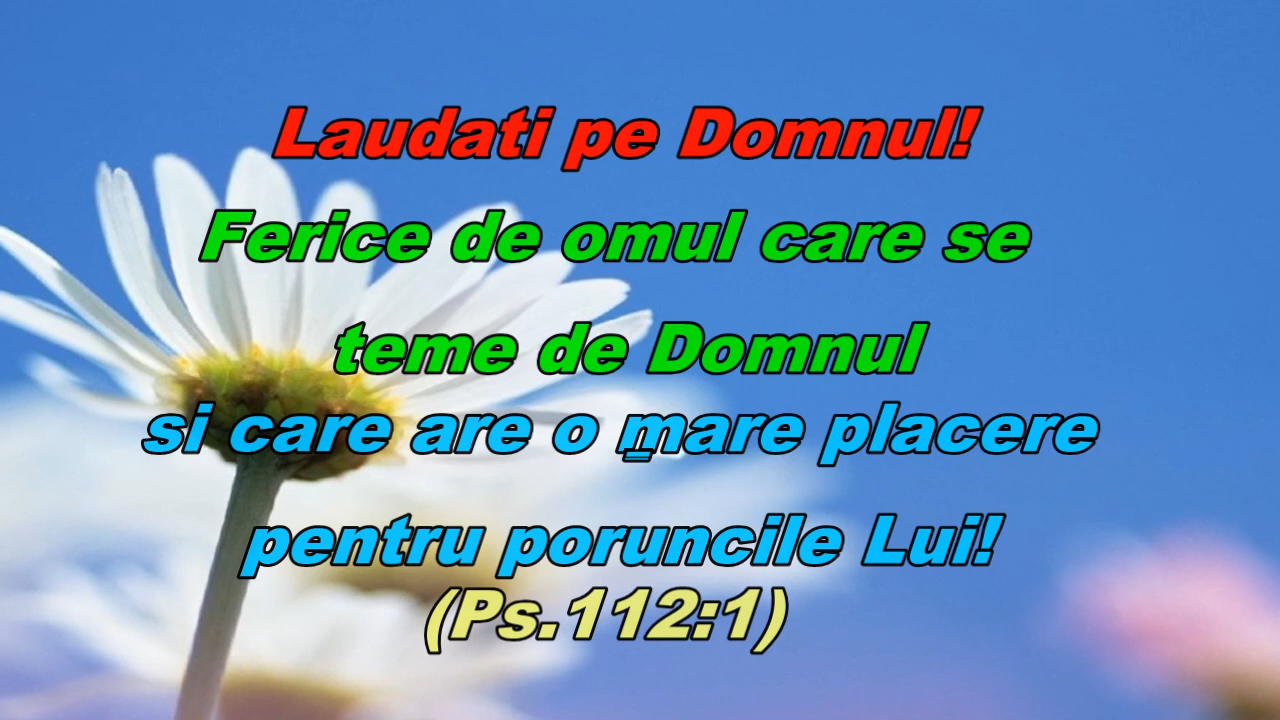 Laudati pe Domnul!
Ferice de omul care se
teme de Domnul
si care are o mare placere
pentru poruncile Lui!
(Ps.112:1)